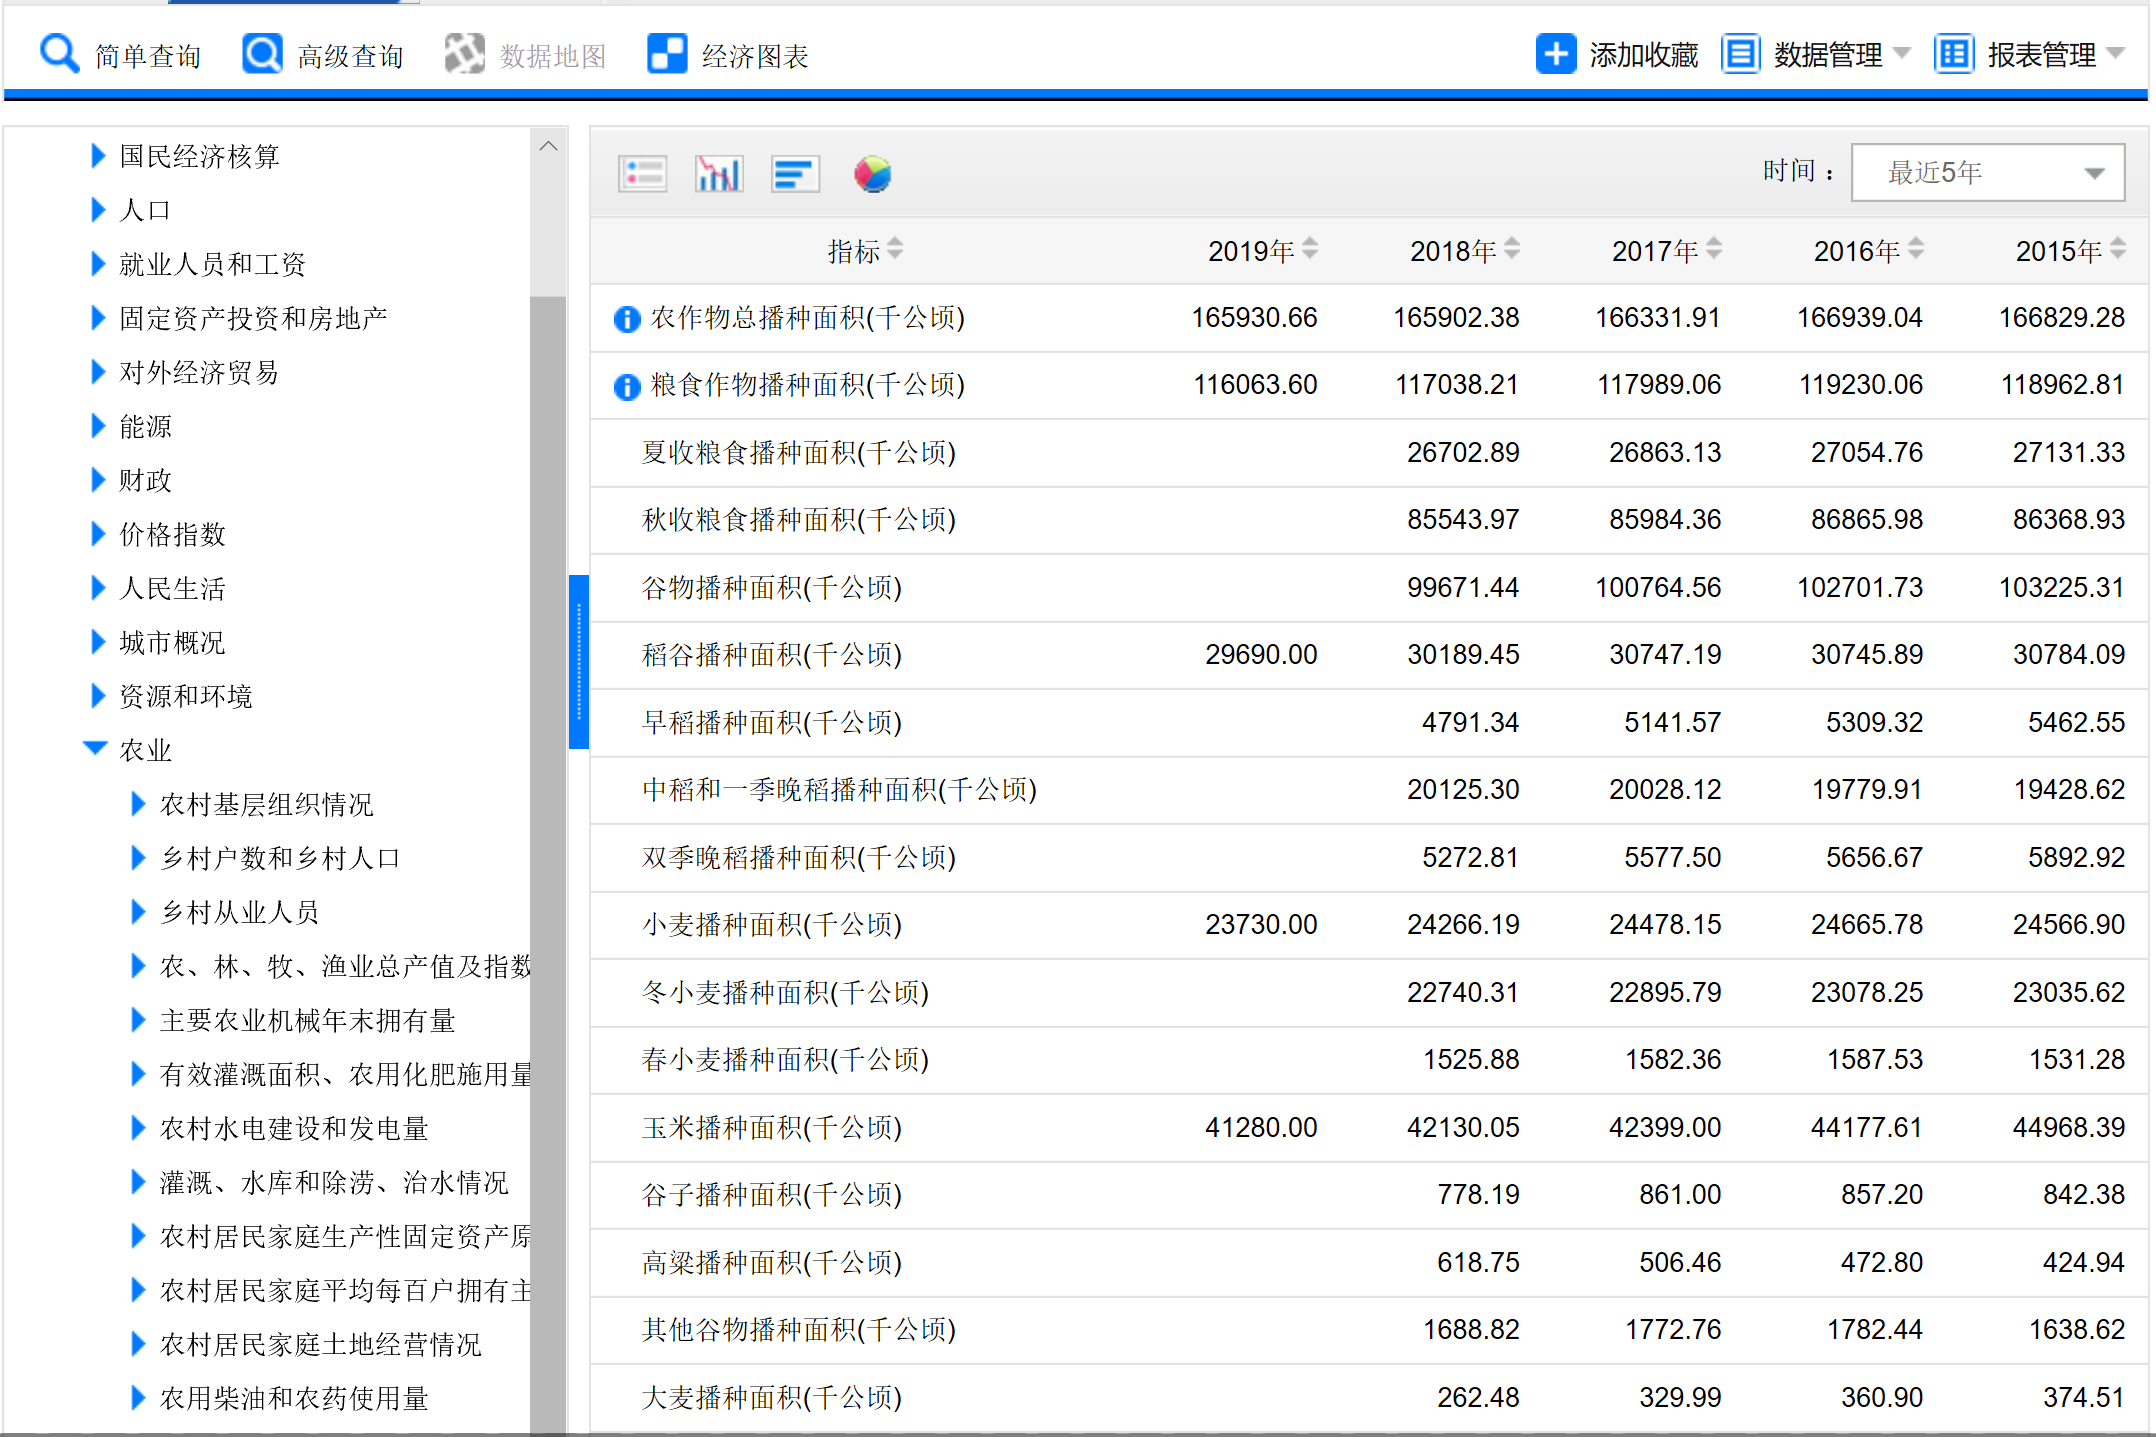 简单查询 高级查询 数据地图 经济图表 添加收藏 数据管理 报表管理
国民经济核算
人口
就业人员和工资
固定资产投资和房地产
对外经济贸易
能源
财政
价格指数
人民生活
城市概况
资源和环境
农业
农村基层组织情况
乡村户数和乡村人口
乡村从业人员
农、林、牧、渔业总产值及指数
主要农业机械年末拥有量
有效灌溉面积、农用化肥施用量
农村水电建设和发电量
灌溉、水库和除涝、治水情况
农村居民家庭生产性固定资产原
农村居民家庭平均每百户拥有主
农村居民家庭土地经营情况
农用柴油和农药使用量
时间： 最近5年
指标 2019年 2018年 2017年 2016年 2015年
农作物总播种面积(千公顷) 165930.66 165902.38 166331.91 166939.04 166829.28
粮食作物播种面积(千公顷) 116063.60 117038.21 117989.06 119230.06 118962.81
夏收粮食播种面积(千公顷) 26702.89 26863.13 27054.76 27131.33
秋收粮食播种面积(千公顷) 85543.97 85984.36 86865.98 86368.93
谷物播种面积(千公顷) 99671.44 100764.56 102701.73 103225.31
稻谷播种面积(千公顷) 29690.00 30189.45 30747.19 30745.89 30784.09
早稻播种面积(千公顷) 4791.34 5141.57 5309.32 5462.55
中稻和一季晚稻播种面积(千公顷) 20125.30 20028.12 19779.91 19428.62
双季晚稻播种面积(千公顷) 5272.81 5577.50 5656.67 5892.92
小麦播种面积(千公顷) 23730.00 24266.19 24478.15 24665.78 24566.90
冬小麦播种面积(千公顷) 22740.31 22895.79 23078.25 23035.62
春小麦播种面积(千公顷) 1525.88 1582.36 1587.53 1531.28
玉米播种面积(千公顷) 41280.00 42130.05 42399.00 44177.61 44968.39
谷子播种面积(千公顷) 778.19 861.00 857.20 842.38
高粱播种面积(千公顷) 618.75 506.46 472.80 424.94
其他谷物播种面积(千公顷) 1688.82 1772.76 1782.44 1638.62
大麦播种面积(千公顷) 262.48 329.99 360.90 374.51